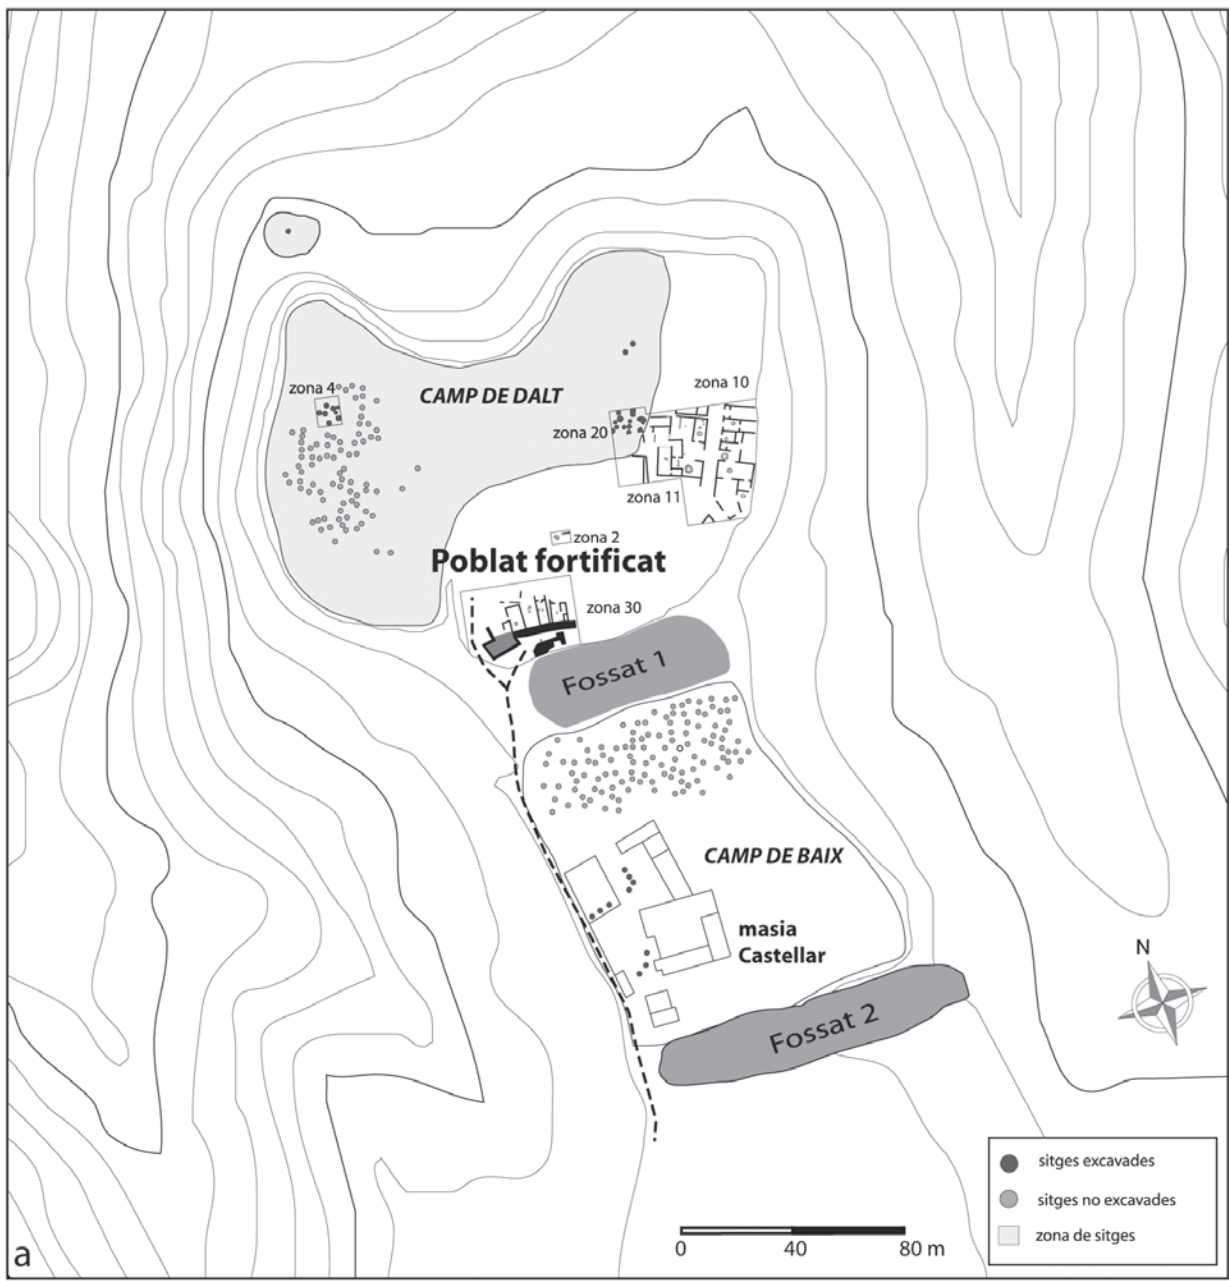 zona 4
CAMP DE DALT
zona 10
zona 20
zona 11
zona 2
Poblat fortificat
zona 30
Fossat 1
CAMP DE BAIX
masia
Castellar
N
Fossat 2
sitges excavades
sitges no excavades
zona de sitges
0 40 80 m
a